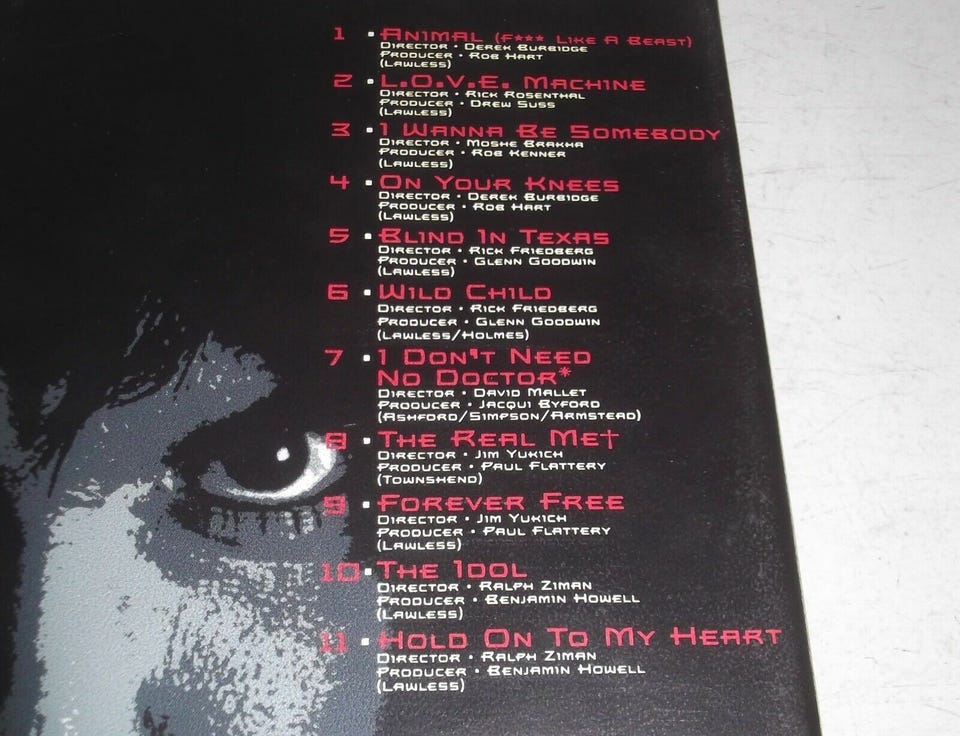 1 • Animal (F*** Like A Beast)
Director • Derek Burbidge
Producer • Rob Hart
(Lawless)
2 • L.O.V.E. Machine
Director • Rick Rosenthal
Producer • Drew Suss
(Lawless)
3 • I Wanna Be Somebody
Director • Moshe Brakha
Producer • Rob Kenner
(Lawless)
4 • On Your Knees
Director • Derek Burbidge
Producer • Rob Hart
(Lawless)
5 • Blind In Texas
Director • Rick Friedberg
Producer • Glenn Goodwin
(Lawless)
6 • Wild Child
Director • Rick Friedberg
Producer • Glenn Goodwin
(Lawless/Holmes)
7 • I Don't Need
No Doctor*
Director • David Mallet
Producer • Jacqui Byford
(Ashford/Simpson/Armstead)
8 • The Real Me†
Director • Jim Yukich
Producer • Paul Flattery
(Townshend)
9 • Forever Free
Director • Jim Yukich
Producer • Paul Flattery
(Lawless)
10 • The Idol
Director • Ralph Ziman
Producer • Benjamin Howell
(Lawless)
11 • Hold On To My Heart
Director • Ralph Ziman
Producer • Benjamin Howell
(Lawless)